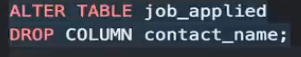 ALTER TABLE job_applied
DROP COLUMN contact_name;